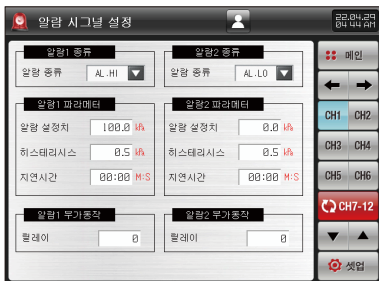 알람 시그널 설정
22.04.29
04:44 AM
알람1 종류
알람 종류 AL.HI
알람2 종류
알람 종류 AL.LO
알람1 파라메터
알람 설정치 100.0 ㎪
히스테리시스 0.5 ㎪
지연시간 00:00 M:S
알람2 파라메터
알람 설정치 0.0 ㎪
히스테리시스 0.5 ㎪
지연시간 00:00 M:S
알람1 부가동작
릴레이 0
알람2 부가동작
릴레이 0
메인
CH1 CH2
CH3 CH4
CH5 CH6
CH7-12
셋업